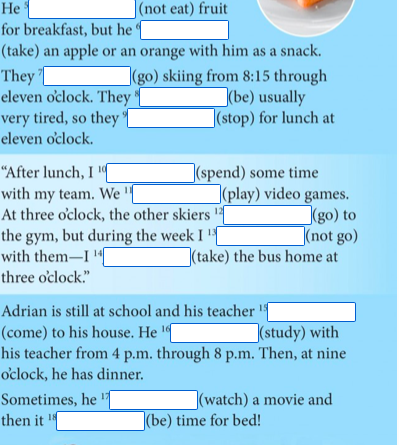 He 5 (not eat) fruit
for breakfast, but he 6
(take) an apple or an orange with him as a snack.
They 7 (go) skiing from 8:15 through
eleven o'clock. They 8 (be) usually
very tired, so they 9 (stop) for lunch at
eleven o'clock.
“After lunch, I 10 (spend) some time
with my team. We 11 (play) video games.
At three o'clock, the other skiers 12 (go) to
the gym, but during the week I 13 (not go)
with them—I 14 (take) the bus home at
three o'clock.”
Adrian is still at school and his teacher 15
(come) to his house. He 16 (study) with
his teacher from 4 p.m. through 8 p.m. Then, at nine
o'clock, he has dinner.
Sometimes, he 17 (watch) a movie and
then it 18 (be) time for bed!